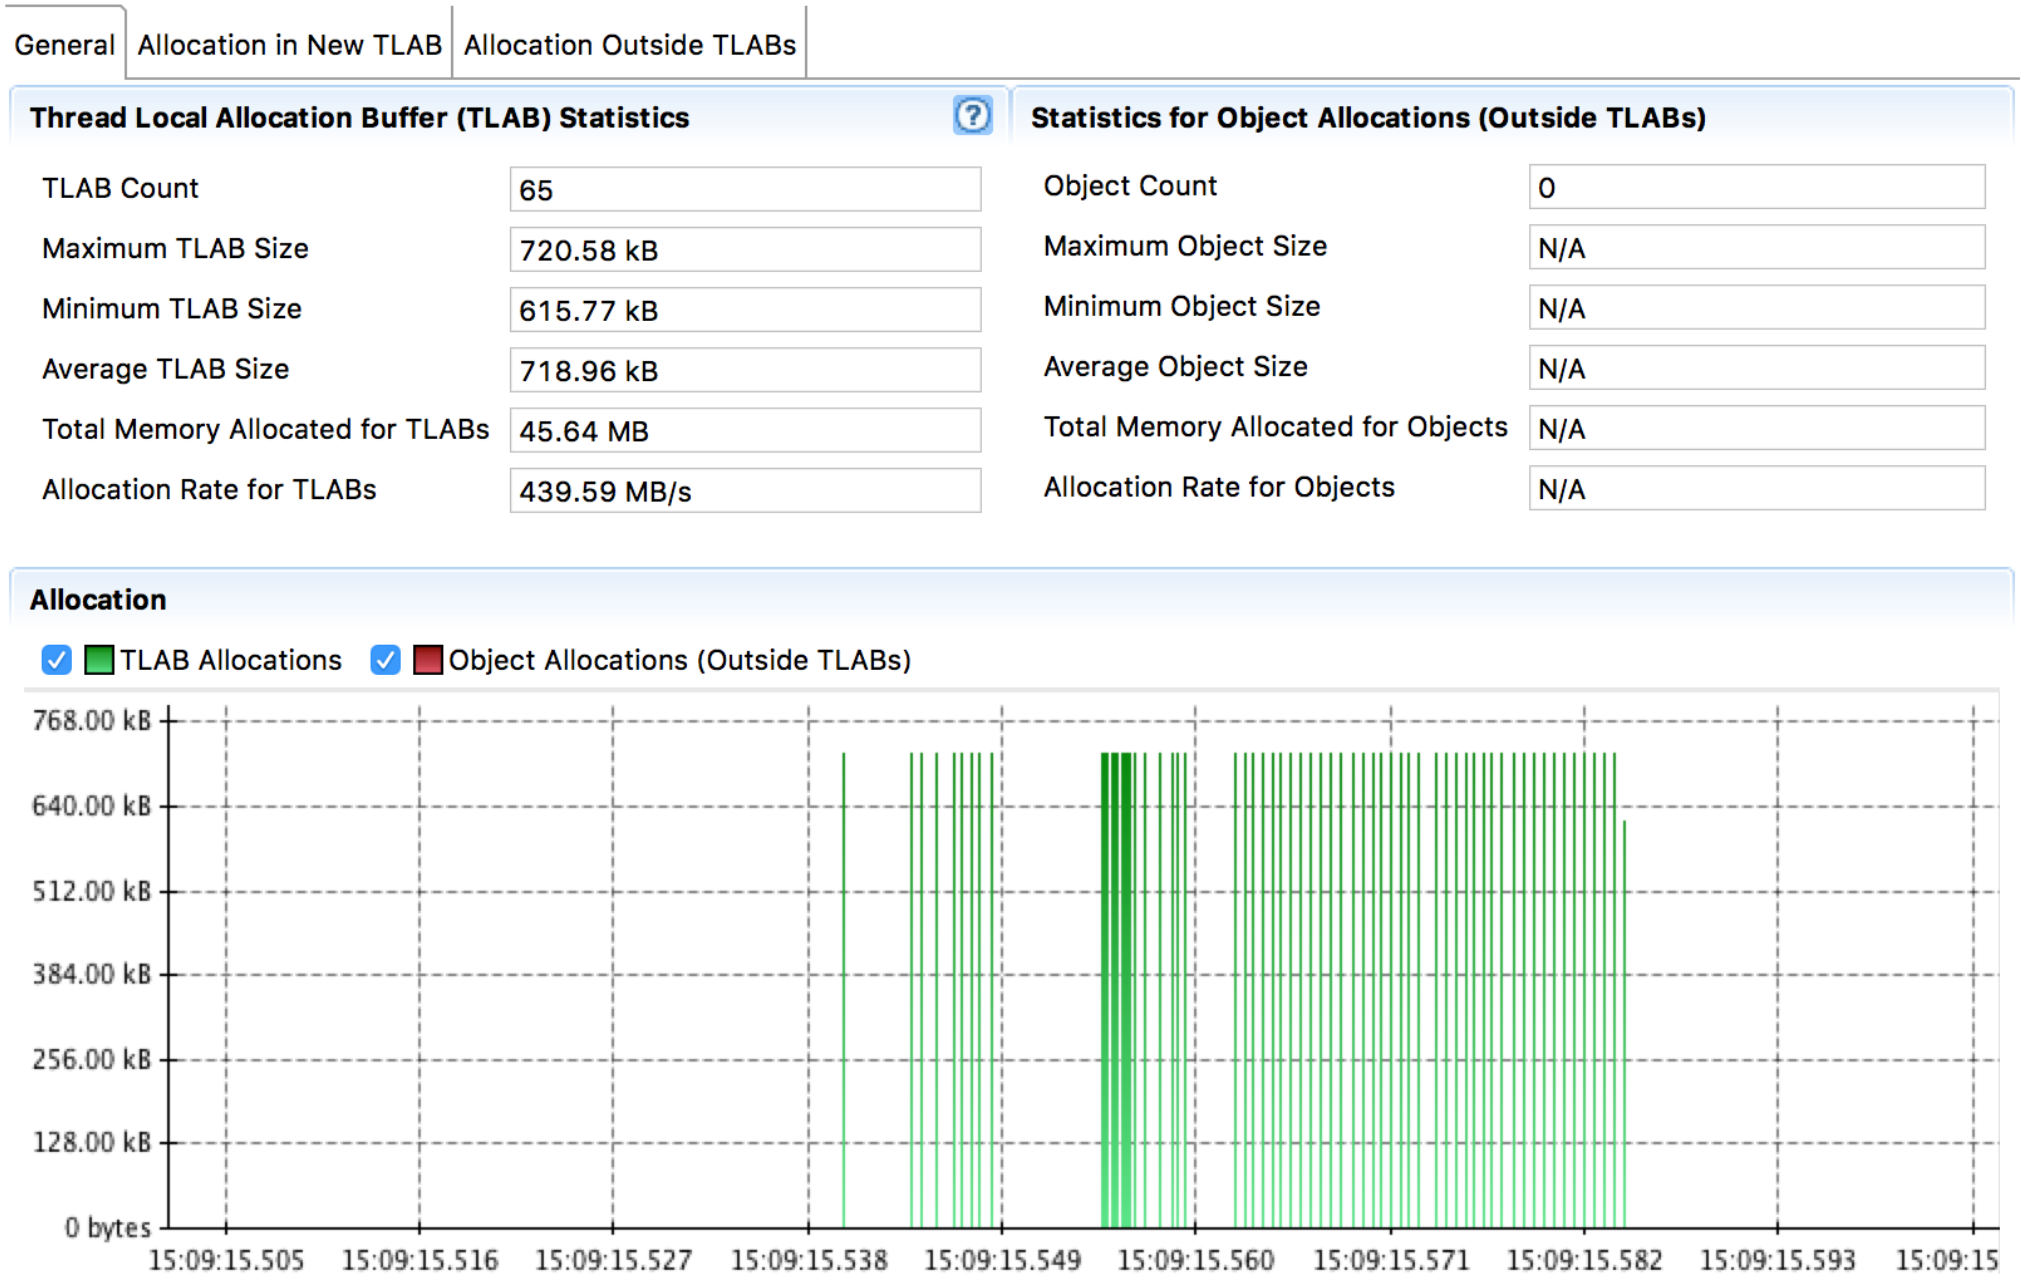 General
Allocation in New TLAB
Allocation Outside TLABs
Thread Local Allocation Buffer (TLAB) Statistics
?
TLAB Count
65
Maximum TLAB Size
720.58 kB
Minimum TLAB Size
615.77 kB
Average TLAB Size
718.96 kB
Total Memory Allocated for TLABs
45.64 MB
Allocation Rate for TLABs
439.59 MB/s
Statistics for Object Allocations (Outside TLABs)
Object Count
0
Maximum Object Size
N/A
Minimum Object Size
N/A
Average Object Size
N/A
Total Memory Allocated for Objects
N/A
Allocation Rate for Objects
N/A
Allocation
TLAB Allocations
Object Allocations (Outside TLABs)
768.00 kB
640.00 kB
512.00 kB
384.00 kB
256.00 kB
128.00 kB
0 bytes
15:09:15.505
15:09:15.516
15:09:15.527
15:09:15.538
15:09:15.549
15:09:15.560
15:09:15.571
15:09:15.582
15:09:15.593
15:09:15